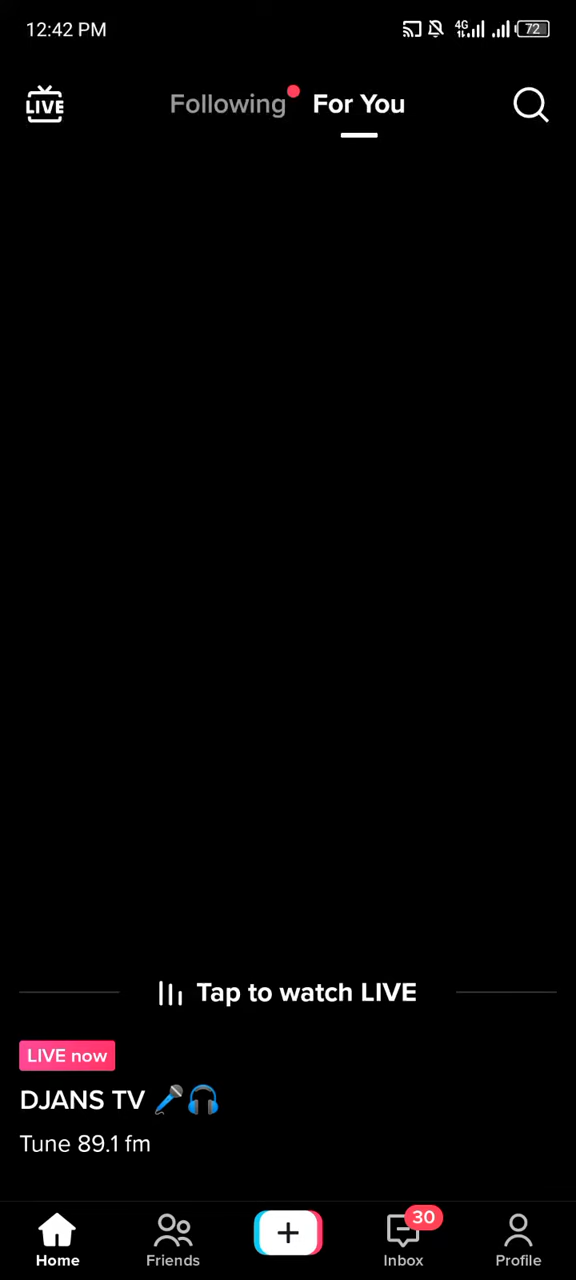 12:42 PM
4G
72
LIVE
Following
For You
Tap to watch LIVE
LIVE now
DJANS TV 🎤🎧
Tune 89.1 fm
30
Home
Friends
Inbox
Profile